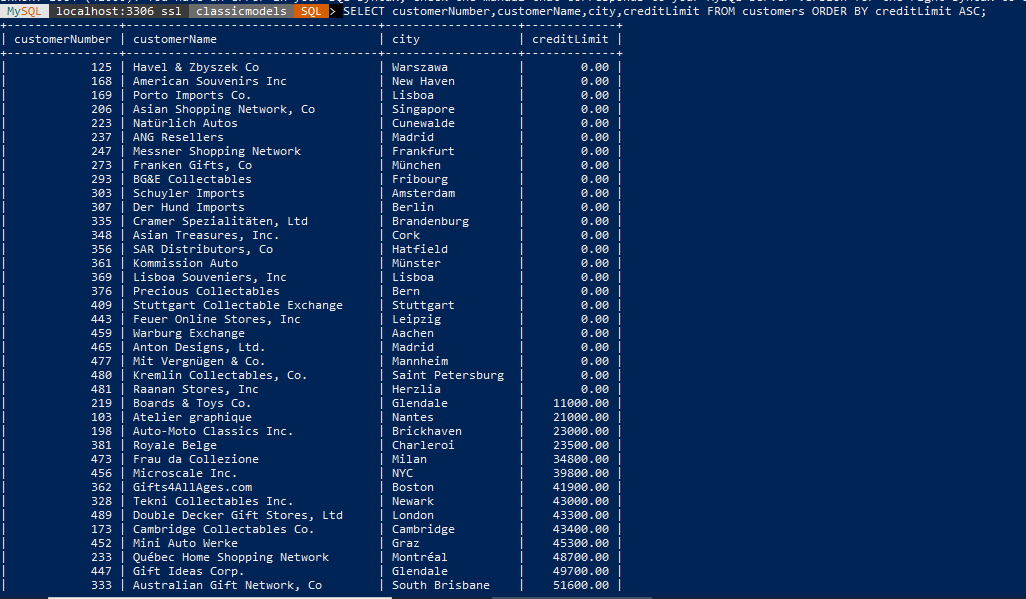 MySQL localhost:3306 ssl classicmodels SQL > SELECT customerNumber,customerName,city,creditLimit FROM customers ORDER BY creditLimit ASC;
| customerNumber | customerName | city | creditLimit |
| 125 | Havel & Zbyszek Co | Warszawa | 0.00 |
| 168 | American Souvenirs Inc | New Haven | 0.00 |
| 169 | Porto Imports Co. | Lisboa | 0.00 |
| 206 | Asian Shopping Network, Co | Singapore | 0.00 |
| 223 | Natürlich Autos | Cunewalde | 0.00 |
| 237 | ANG Resellers | Madrid | 0.00 |
| 247 | Messner Shopping Network | Frankfurt | 0.00 |
| 273 | Franken Gifts, Co | München | 0.00 |
| 293 | BG&E Collectables | Fribourg | 0.00 |
| 303 | Schuyler Imports | Amsterdam | 0.00 |
| 307 | Der Hund Imports | Berlin | 0.00 |
| 335 | Cramer Spezialitäten, Ltd | Brandenburg | 0.00 |
| 348 | Asian Treasures, Inc. | Cork | 0.00 |
| 356 | SAR Distributors, Co | Hatfield | 0.00 |
| 361 | Kommission Auto | Münster | 0.00 |
| 369 | Lisboa Souveniers, Inc | Lisboa | 0.00 |
| 376 | Precious Collectables | Bern | 0.00 |
| 409 | Stuttgart Collectable Exchange | Stuttgart | 0.00 |
| 443 | Feuer Online Stores, Inc | Leipzig | 0.00 |
| 459 | Warburg Exchange | Aachen | 0.00 |
| 465 | Anton Designs, Ltd. | Madrid | 0.00 |
| 477 | Mit Vergnügen & Co. | Mannheim | 0.00 |
| 480 | Kremlin Collectables, Co. | Saint Petersburg | 0.00 |
| 481 | Raanan Stores, Inc | Herzlia | 0.00 |
| 219 | Boards & Toys Co. | Glendale | 11000.00 |
| 103 | Atelier graphique | Nantes | 21000.00 |
| 198 | Auto-Moto Classics Inc. | Brickhaven | 23000.00 |
| 381 | Royale Belge | Charleroi | 23500.00 |
| 473 | Frau da Collezione | Milan | 34800.00 |
| 456 | Microscale Inc. | NYC | 39800.00 |
| 362 | Gifts4AllAges.com | Boston | 41900.00 |
| 328 | Tekni Collectables Inc. | Newark | 43000.00 |
| 489 | Double Decker Gift Stores, Ltd | London | 43300.00 |
| 173 | Cambridge Collectables Co. | Cambridge | 43400.00 |
| 452 | Mini Auto Werke | Graz | 45300.00 |
| 233 | Québec Home Shopping Network | Montréal | 48700.00 |
| 447 | Gift Ideas Corp. | Glendale | 49700.00 |
| 333 | Australian Gift Network, Co | South Brisbane | 51600.00 |